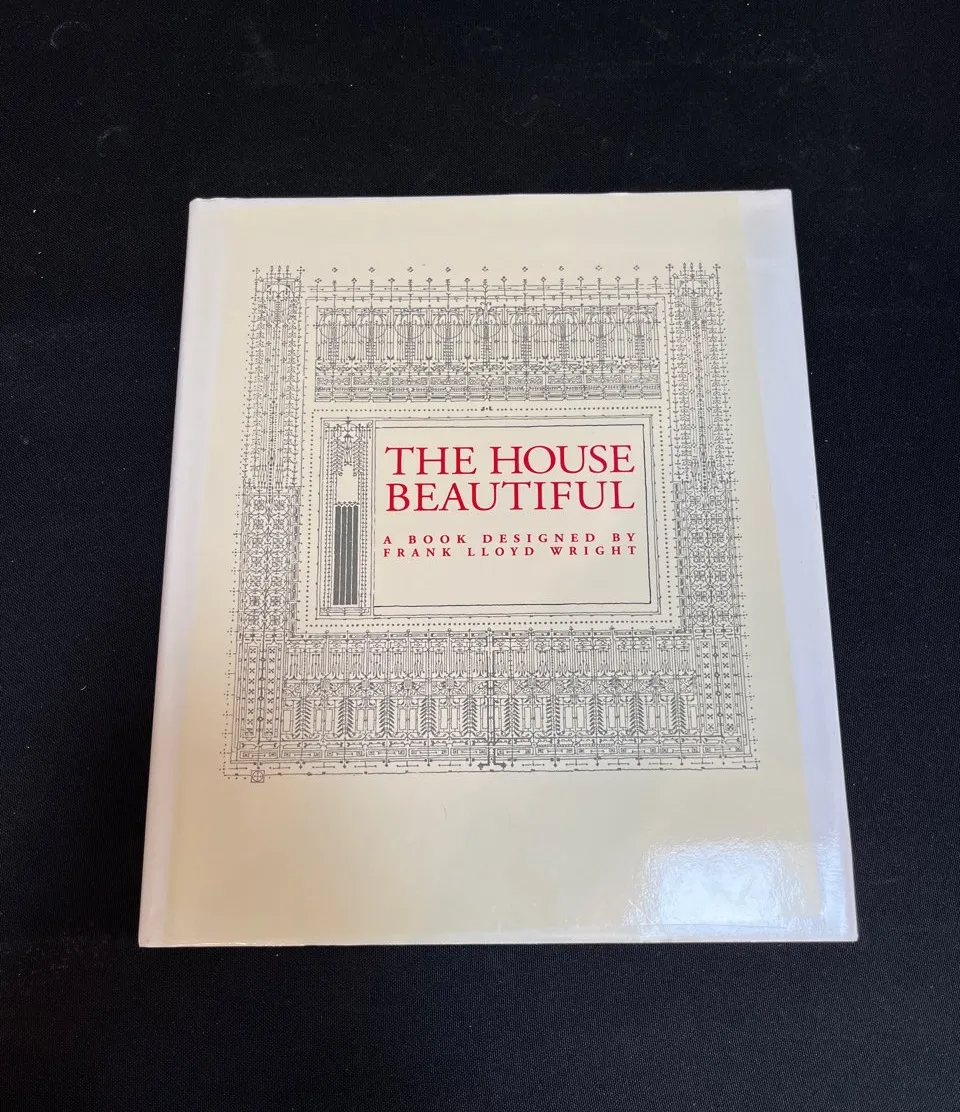 THE HOUSE
BEAUTIFUL
A BOOK DESIGNED BY
FRANK LLOYD WRIGHT